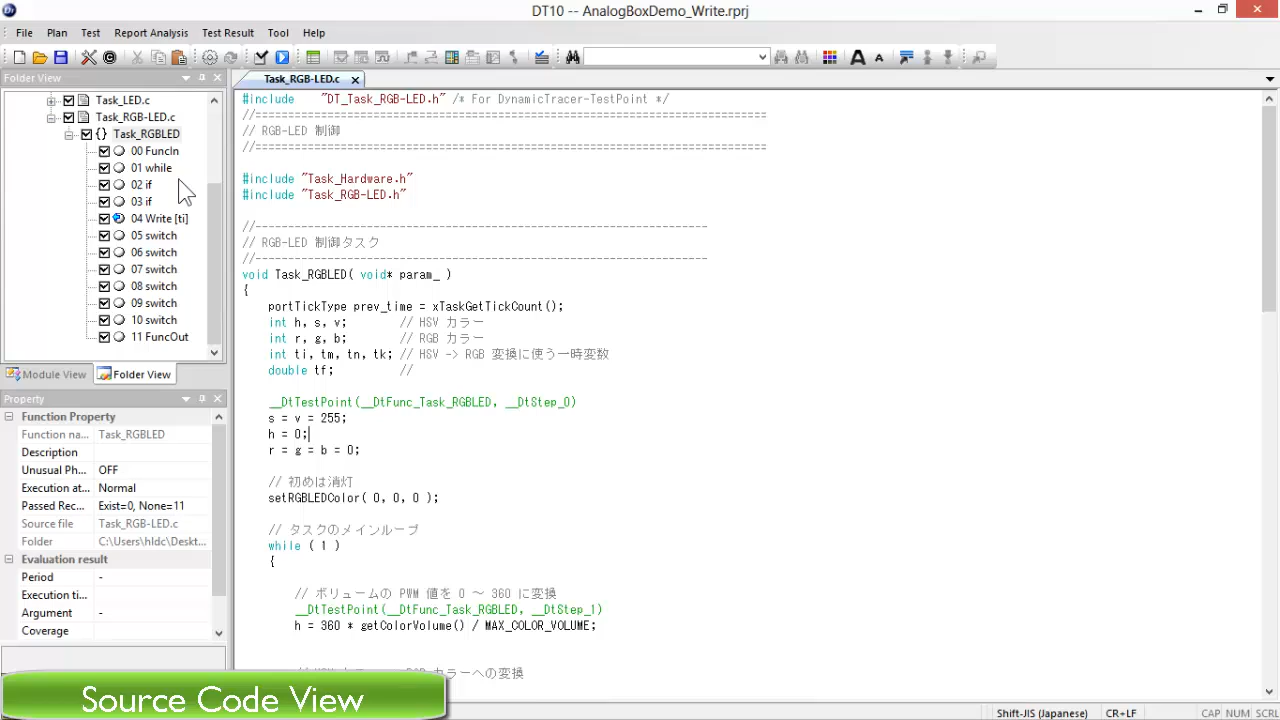 DT10 -- AnalogBoxDemo_Write.rprj
File Plan Test Report Analysis Test Result Tool Help
Folder View
Task_LED.c
Task_RGB-LED.c
Task_RGBLED
00 FuncIn
01 while
02 if
03 if
04 Write [ti]
05 switch
06 switch
07 switch
08 switch
09 switch
10 switch
11 FuncOut
Module View Folder View
Property
Function Property
Function na... Task_RGBLED
Description
Unusual Ph... OFF
Execution at... Normal
Passed Rec... Exist=0, None=11
Source file Task_RGB-LED.c
Folder C:\Users\hldc\Deskt...
Evaluation result
Period -
Execution ti... -
Argument -
Coverage
Source Code View
Task_RGB-LED.c
#include "DT_Task_RGB-LED.h" /* For DynamicTracer-TestPoint */
//==============================================================================
// RGB-LED 制御
//==============================================================================
#include "Task_Hardware.h"
#include "Task_RGB-LED.h"
//---------------------------------------------------------------------
// RGB-LED 制御タスク
//---------------------------------------------------------------------
void Task_RGBLED( void* param_ )
{
portTickType prev_time = xTaskGetTickCount();
int h, s, v; // HSV カラー
int r, g, b; // RGB カラー
int ti, tm, tn, tk; // HSV -> RGB 変換に使う一時変数
double tf; //
__DtTestPoint(__DtFunc_Task_RGBLED, __DtStep_0)
s = v = 255;
h = 0;
r = g = b = 0;
// 初めは消灯
setRGBLEDColor( 0, 0, 0 );
// タスクのメインループ
while ( 1 )
{
// ボリュームの PWM 値を 0 ～ 360 に変換
__DtTestPoint(__DtFunc_Task_RGBLED, __DtStep_1)
h = 360 * getColorVolume() / MAX_COLOR_VOLUME;
カラーへの変換
Shift-JIS (Japanese) CR+LF CAP NUM SCRL